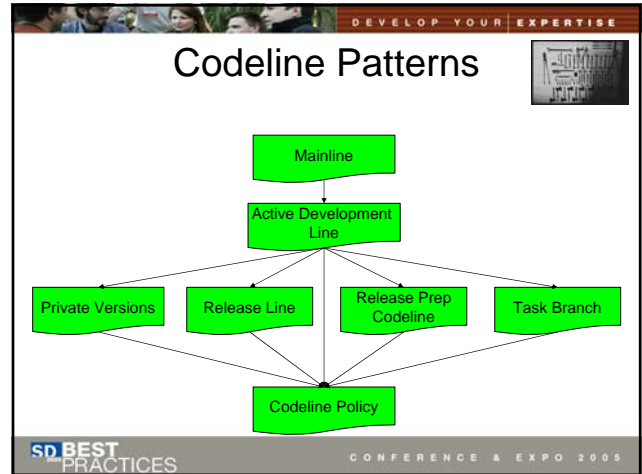 DEVELOP YOUR EXPERTISE
Codeline Patterns
Mainline
Active Development
Line
Private Versions
Release Line
Release Prep
Codeline
Task Branch
Codeline Policy
SD BEST
PRACTICES
CONFERENCE & EXPO 2005